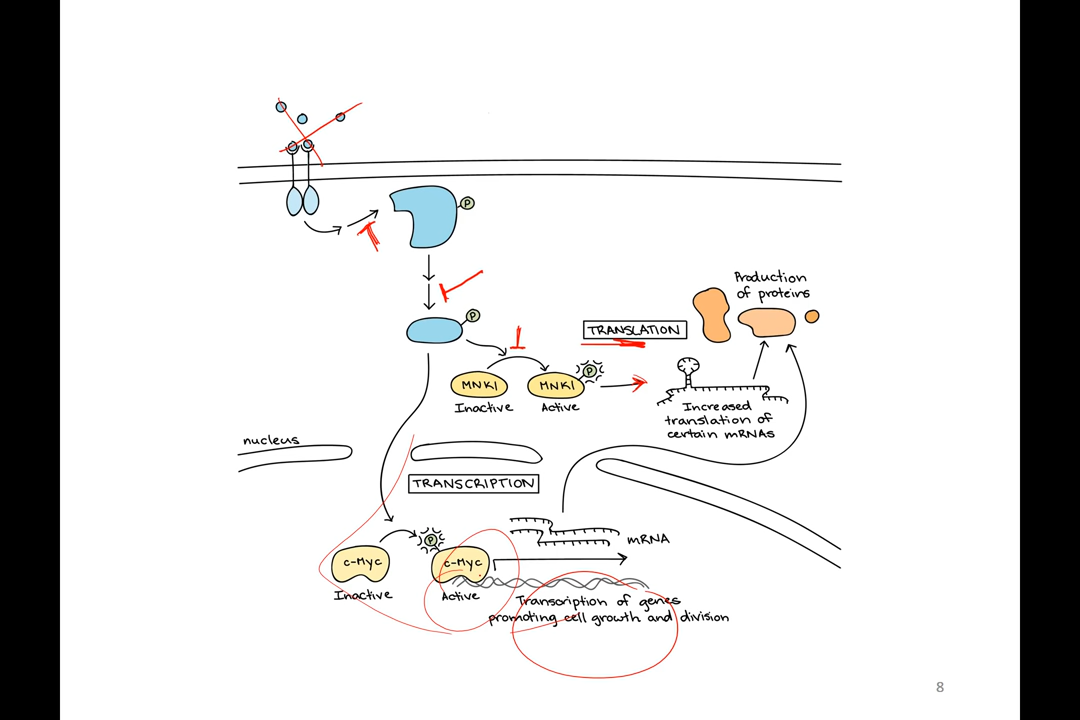 P
Production
of proteins
P
TRANSLATION
P
MNK1
Inactive
MNK1
Active
Increased
translation of
certain mRNAs
nucleus
TRANSCRIPTION
P
mRNA
c-Myc
Inactive
c-Myc
Active
Transcription of genes
promoting cell growth and division
8